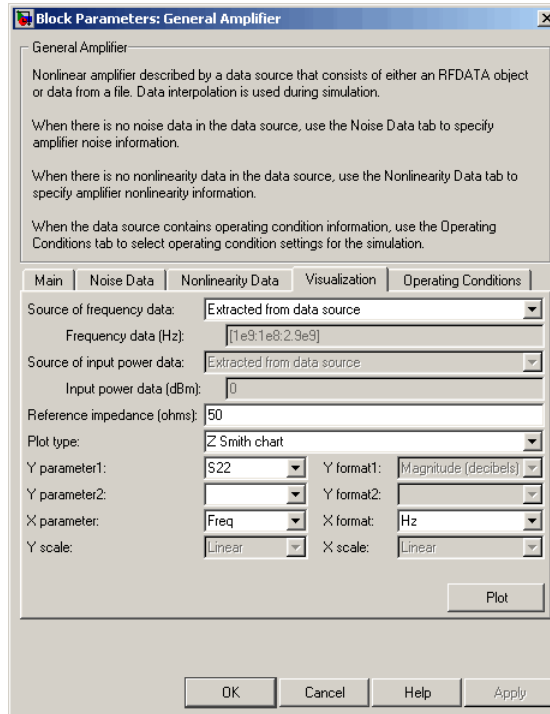 Block Parameters: General Amplifier
General Amplifier
Nonlinear amplifier described by a data source that consists of either an RFDATA object
or data from a file. Data interpolation is used during simulation.
When there is no noise data in the data source, use the Noise Data tab to specify
amplifier noise information.
When there is no nonlinearity data in the data source, use the Nonlinearity Data tab to
specify amplifier nonlinearity information.
When the data source contains operating condition information, use the Operating
Conditions tab to select operating condition settings for the simulation.
Main Noise Data Nonlinearity Data Visualization Operating Conditions
Source of frequency data: Extracted from data source
Frequency data (Hz): [1e9:1e8:2.9e9]
Source of input power data: Extracted from data source
Input power data (dBm): 0
Reference impedance (ohms): 50
Plot type: Z Smith chart
Y parameter1: S22 Y format1: Magnitude (decibels)
Y parameter2: Y format2:
X parameter: Freq X format: Hz
Y scale: Linear X scale: Linear
Plot
OK Cancel Help Apply